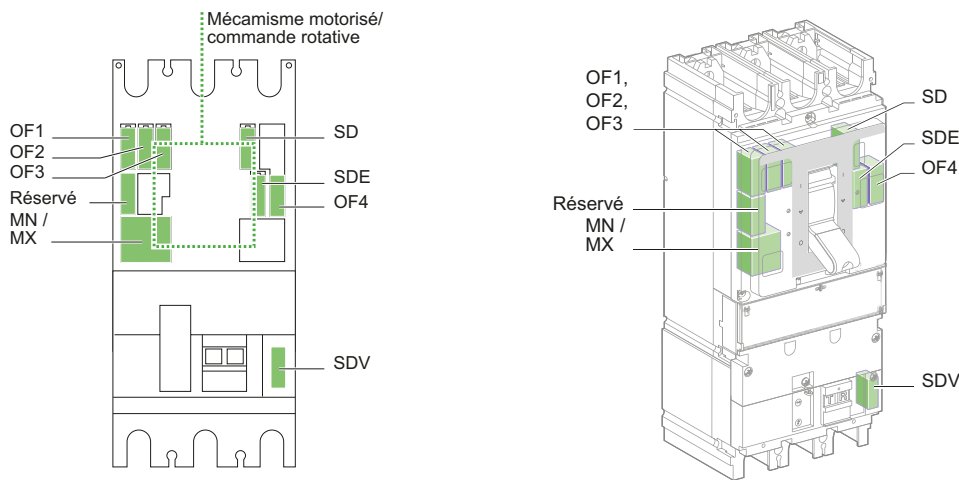 Mécanisme motorisé/
commande rotative
OF1
OF2
OF3
Réservé
MN /
MX
SD
SDE
OF4
SDV
OF1,
OF2,
OF3
Réservé
MN /
MX
SD
SDE
OF4
SDV